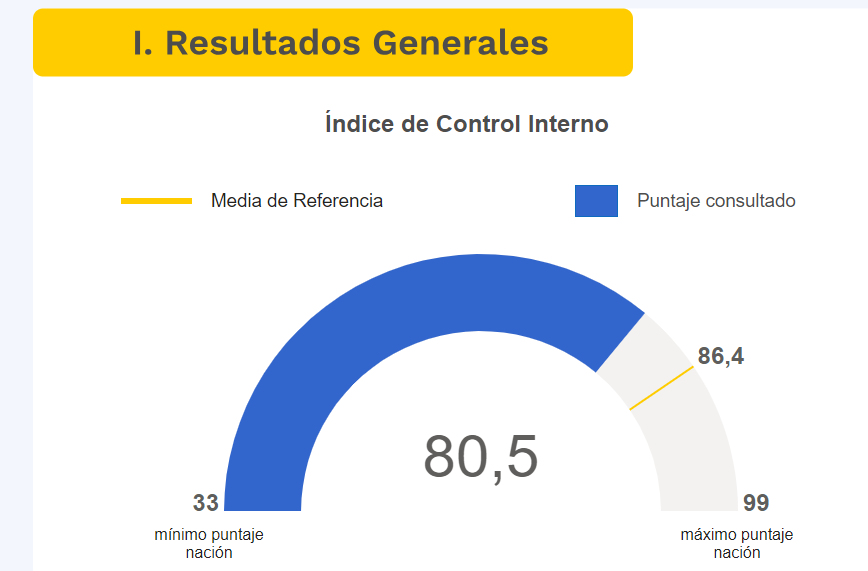 I. Resultados Generales
Índice de Control Interno
Media de Referencia
Puntaje consultado
86,4
80,5
33
99
mínimo puntaje
nación
máximo puntaje
nación